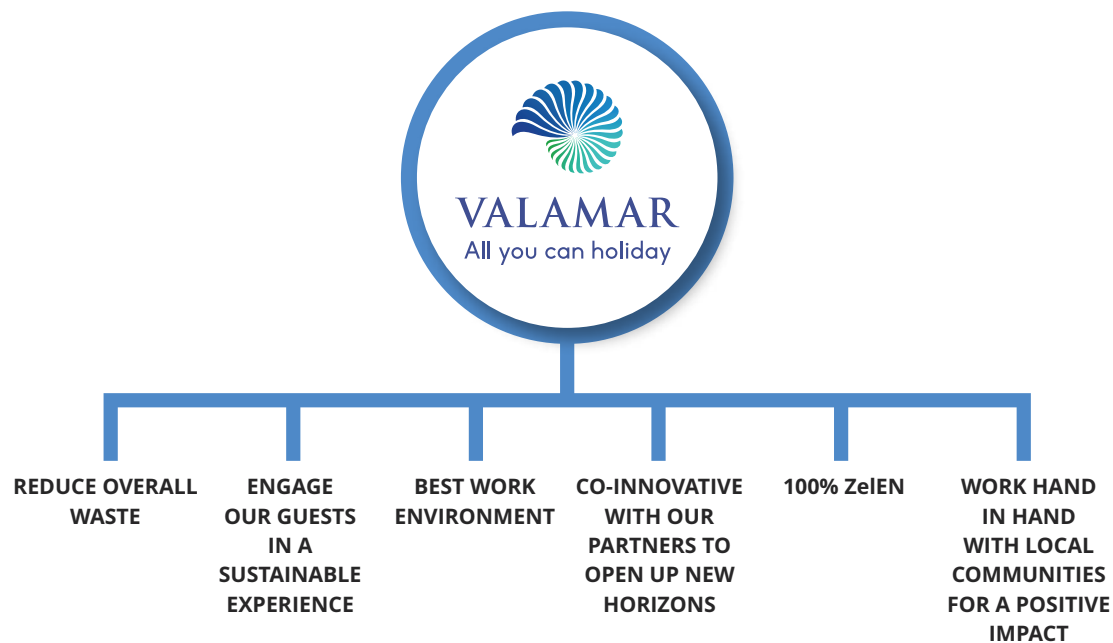 VALAMAR
All you can holiday
REDUCE OVERALL
WASTE
ENGAGE
OUR GUESTS
IN A
SUSTAINABLE
EXPERIENCE
BEST WORK
ENVIRONMENT
CO-INNOVATIVE
WITH OUR
PARTNERS TO
OPEN UP NEW
HORIZONS
100% ZelEN
WORK HAND
IN HAND
WITH LOCAL
COMMUNITIES
FOR A POSITIVE
IMPACT